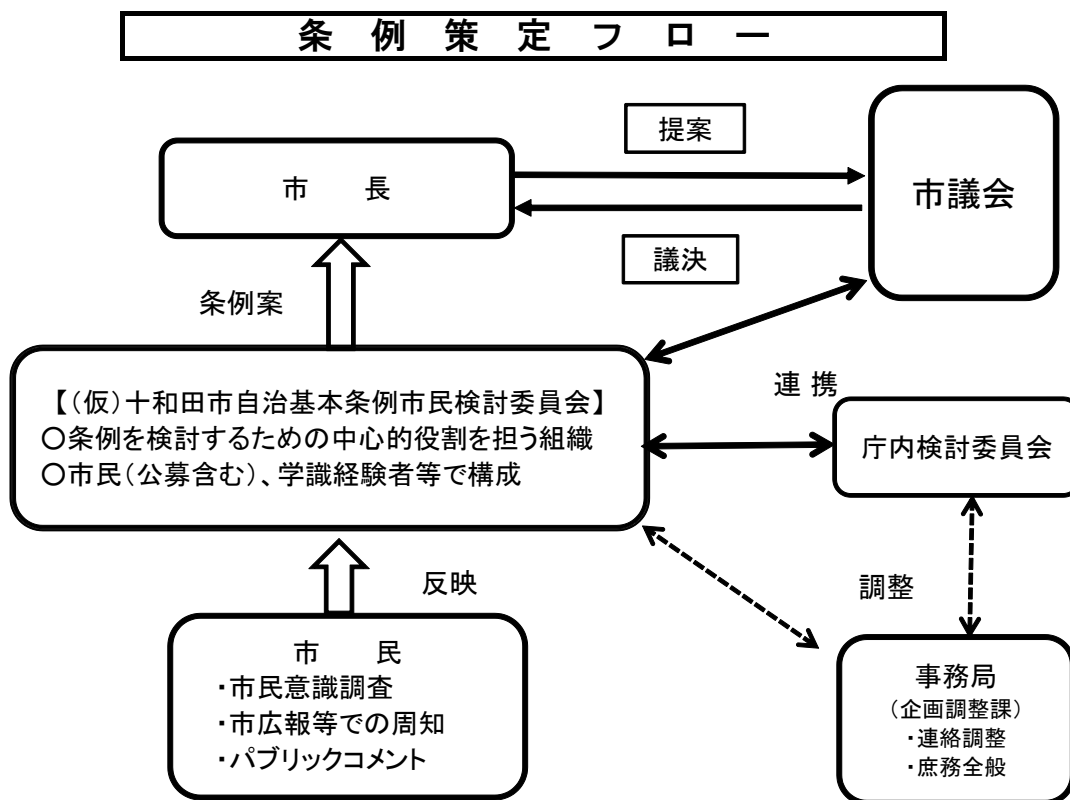 条 例 策 定 フ ロ ー
提案
市 長
市議会
議決
条例案
【(仮)十和田市自治基本条例市民検討委員会】
○条例を検討するための中心的役割を担う組織
○市民(公募含む)、学識経験者等で構成
連 携
庁内検討委員会
反映
調整
市 民
・市民意識調査
・市広報等での周知
・パブリックコメント
事務局
(企画調整課)
・連絡調整
・庶務全般